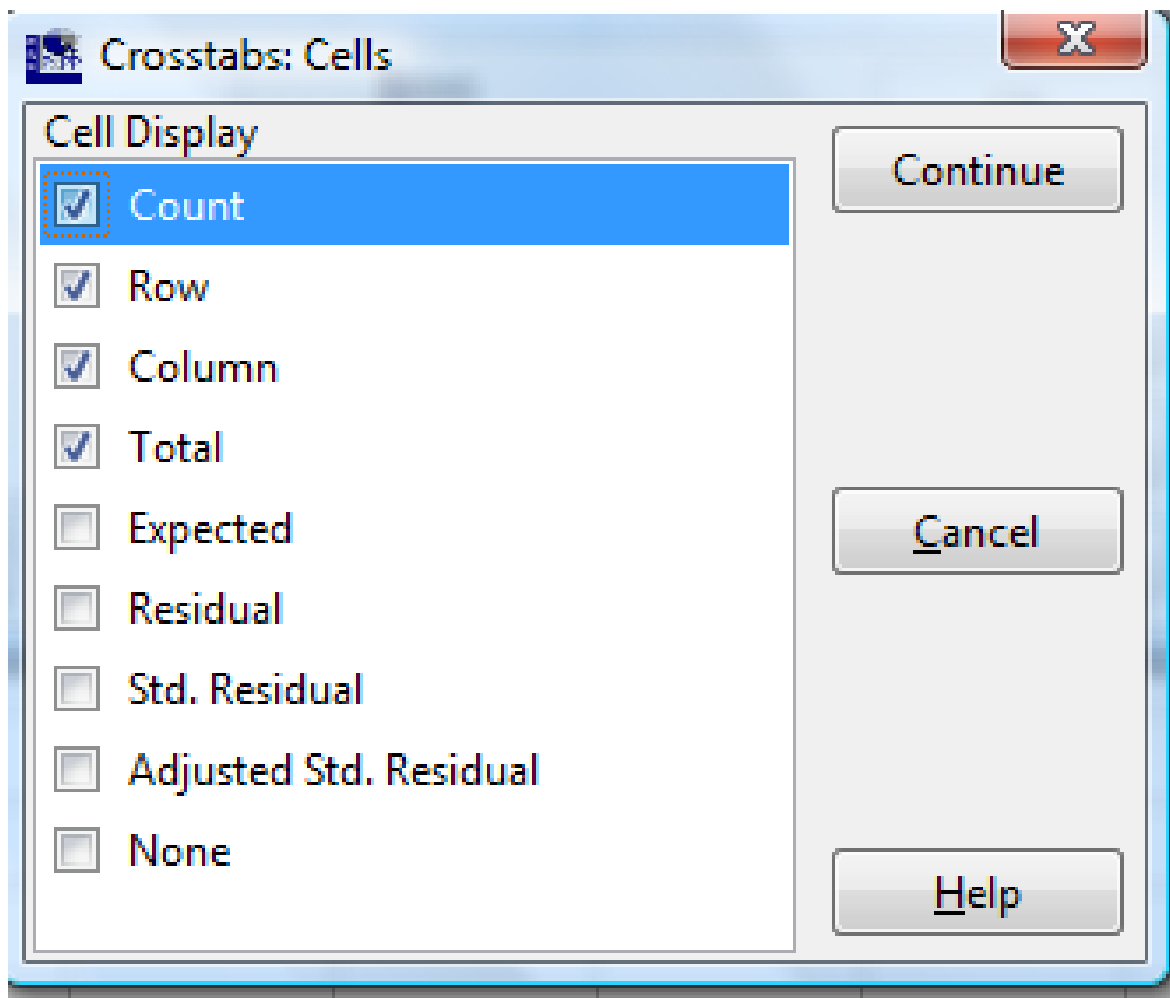 Crosstabs: Cells
Cell Display
Count
Row
Column
Total
Expected
Residual
Std. Residual
Adjusted Std. Residual
None
Continue
Cancel
Help